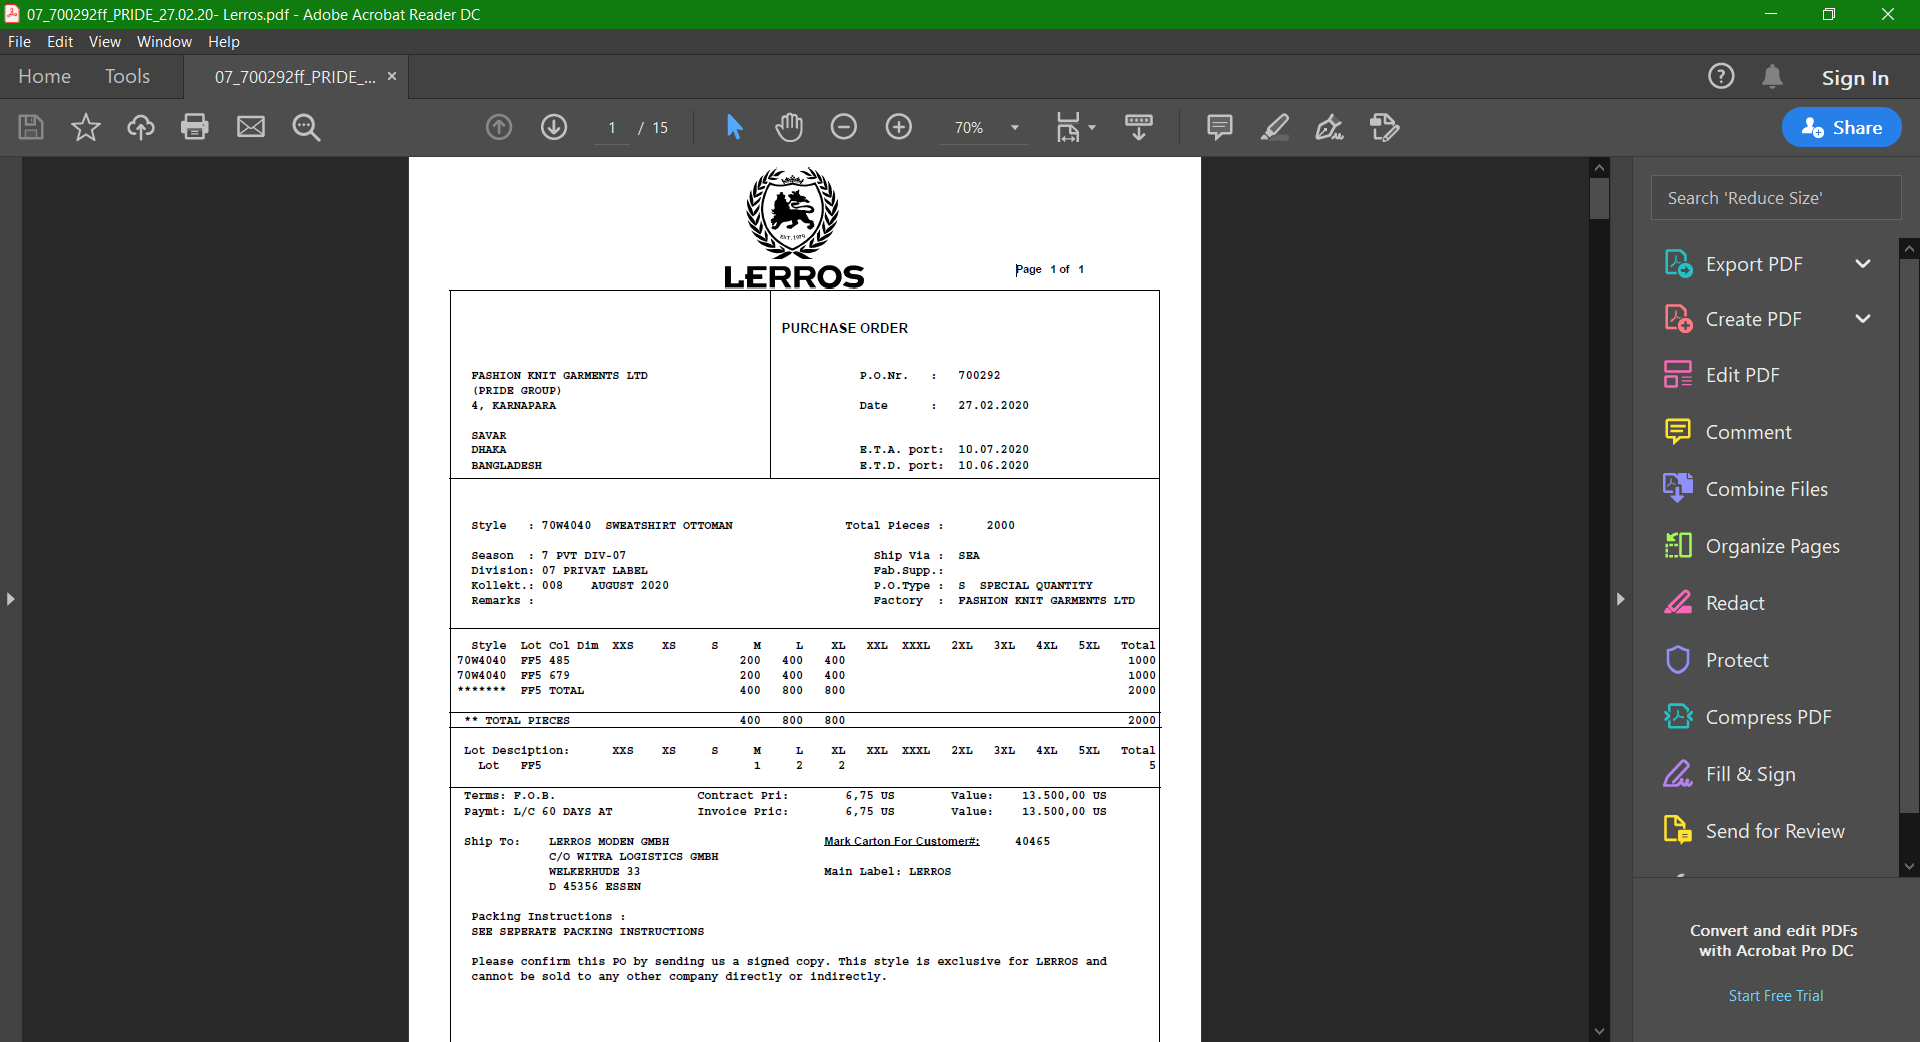 07_700292ff_PRIDE_27.02.20- Lerros.pdf - Adobe Acrobat Reader DC
File Edit View Window Help
Home Tools 07_700292ff_PRIDE_... × ? Sign In
1 / 15 70% Share
EST.1979
LERROS
Page 1 of 1
PURCHASE ORDER
FASHION KNIT GARMENTS LTD P.O.Nr. : 700292
(PRIDE GROUP)
4, KARNAPARA Date : 27.02.2020
SAVAR
DHAKA E.T.A. port: 10.07.2020
BANGLADESH E.T.D. port: 10.06.2020
Style : 70W4040 SWEATSHIRT OTTOMAN Total Pieces : 2000
Season : 7 PVT DIV-07 Ship Via : SEA
Division: 07 PRIVAT LABEL Fab.Supp.:
Kollekt.: 008 AUGUST 2020 P.O.Type : S SPECIAL QUANTITY
Remarks : Factory : FASHION KNIT GARMENTS LTD
Style Lot Col Dim XXS XS S M L XL XXL XXXL 2XL 3XL 4XL 5XL Total
70W4040 FF5 485 200 400 400 1000
70W4040 FF5 679 200 400 400 1000
******* FF5 TOTAL 400 800 800 2000
** TOTAL PIECES 400 800 800 2000
Lot Desciption: XXS XS S M L XL XXL XXXL 2XL 3XL 4XL 5XL Total
Lot FF5 1 2 2 5
Terms: F.O.B. Contract Pri: 6,75 US Value: 13.500,00 US
Paymt: L/C 60 DAYS AT Invoice Pric: 6,75 US Value: 13.500,00 US
Ship To: LERROS MODEN GMBH Mark Carton For Customer#: 40465
C/O WITRA LOGISTICS GMBH
WELKERHUDE 33 Main Label: LERROS
D 45356 ESSEN
Packing Instructions :
SEE SEPERATE PACKING INSTRUCTIONS
Please confirm this PO by sending us a signed copy. This style is exclusive for LERROS and
cannot be sold to any other company directly or indirectly.
Search 'Reduce Size'
Export PDF
Create PDF
Edit PDF
Comment
Combine Files
Organize Pages
Redact
Protect
Compress PDF
Fill & Sign
Send for Review
Convert and edit PDFs
with Acrobat Pro DC
Start Free Trial